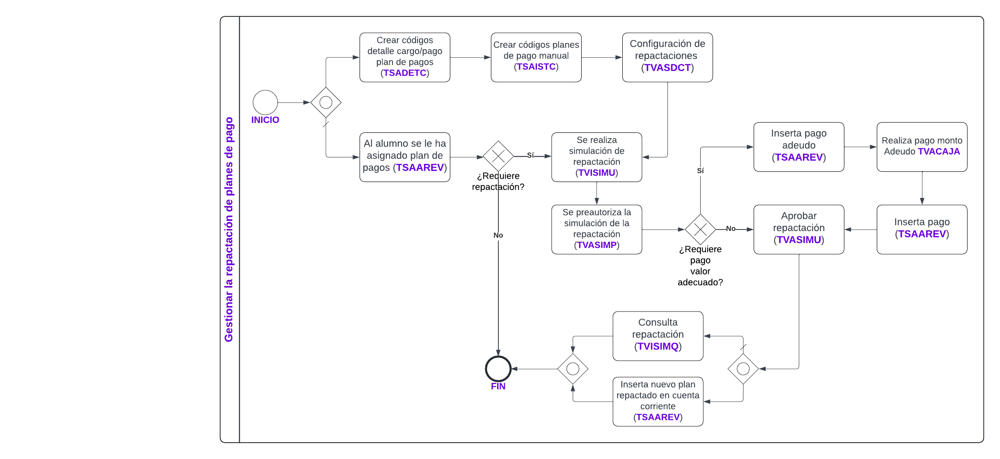 Gestionar la repactación de planes de pago
INICIO
Crear códigos
detalle cargo/pago
plan de pagos
(TSADETC)
Crear códigos planes
de pago manual
(TSAISTC)
Configuración de
repactaciones
(TVASDCT)
Al alumno se le ha
asignado plan de
pagos (TSAAREV)
¿Requiere
repactación?
Sí
No
Se realiza
simulación de
repactación
(TVISIMU)
Se preautoriza la
simulación de la
repactación
(TVASIMP)
¿Requiere
pago
valor
adecuado?
Sí
No
Inserta pago
adeudo
(TSAAREV)
Realiza pago monto
Adeudo TVACAJA
Aprobar
repactación
(TVASIMU)
Inserta pago
(TSAAREV)
Consulta
repactación
(TVISIMQ)
Inserta nuevo plan
repactado en cuenta
corriente
(TSAAREV)
FIN